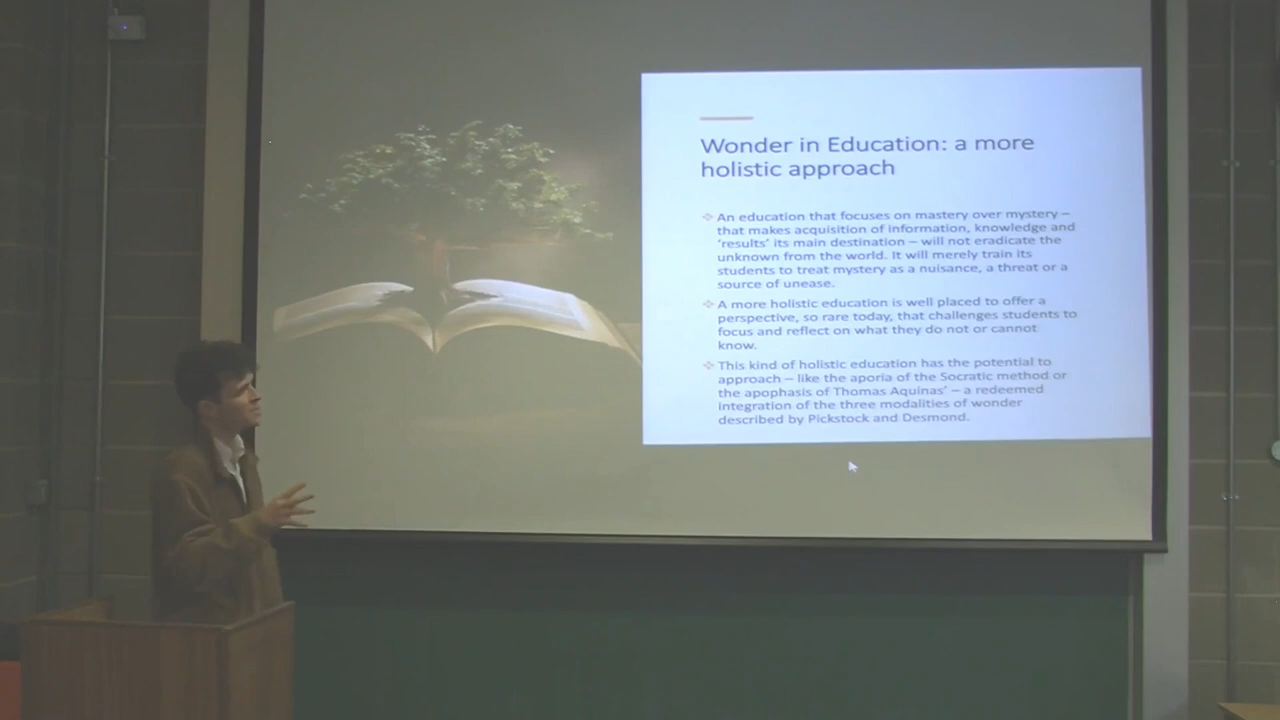 Wonder in Education: a more
holistic approach
An education that focuses on mastery over mystery –
that makes acquisition of information, knowledge and
‘results’ its main destination – will not eradicate the
unknown from the world. It will merely train its
students to treat mystery as a nuisance, a threat or a
source of unease.
A more holistic education is well placed to offer a
perspective, so rare today, that challenges students to
focus and reflect on what they do not or cannot
know.
This kind of holistic education has the potential to
approach – like the aporia of the Socratic method or
the apophasis of Thomas Aquinas’ – a redeemed
integration of the three modalities of wonder
described by Pickstock and Desmond.